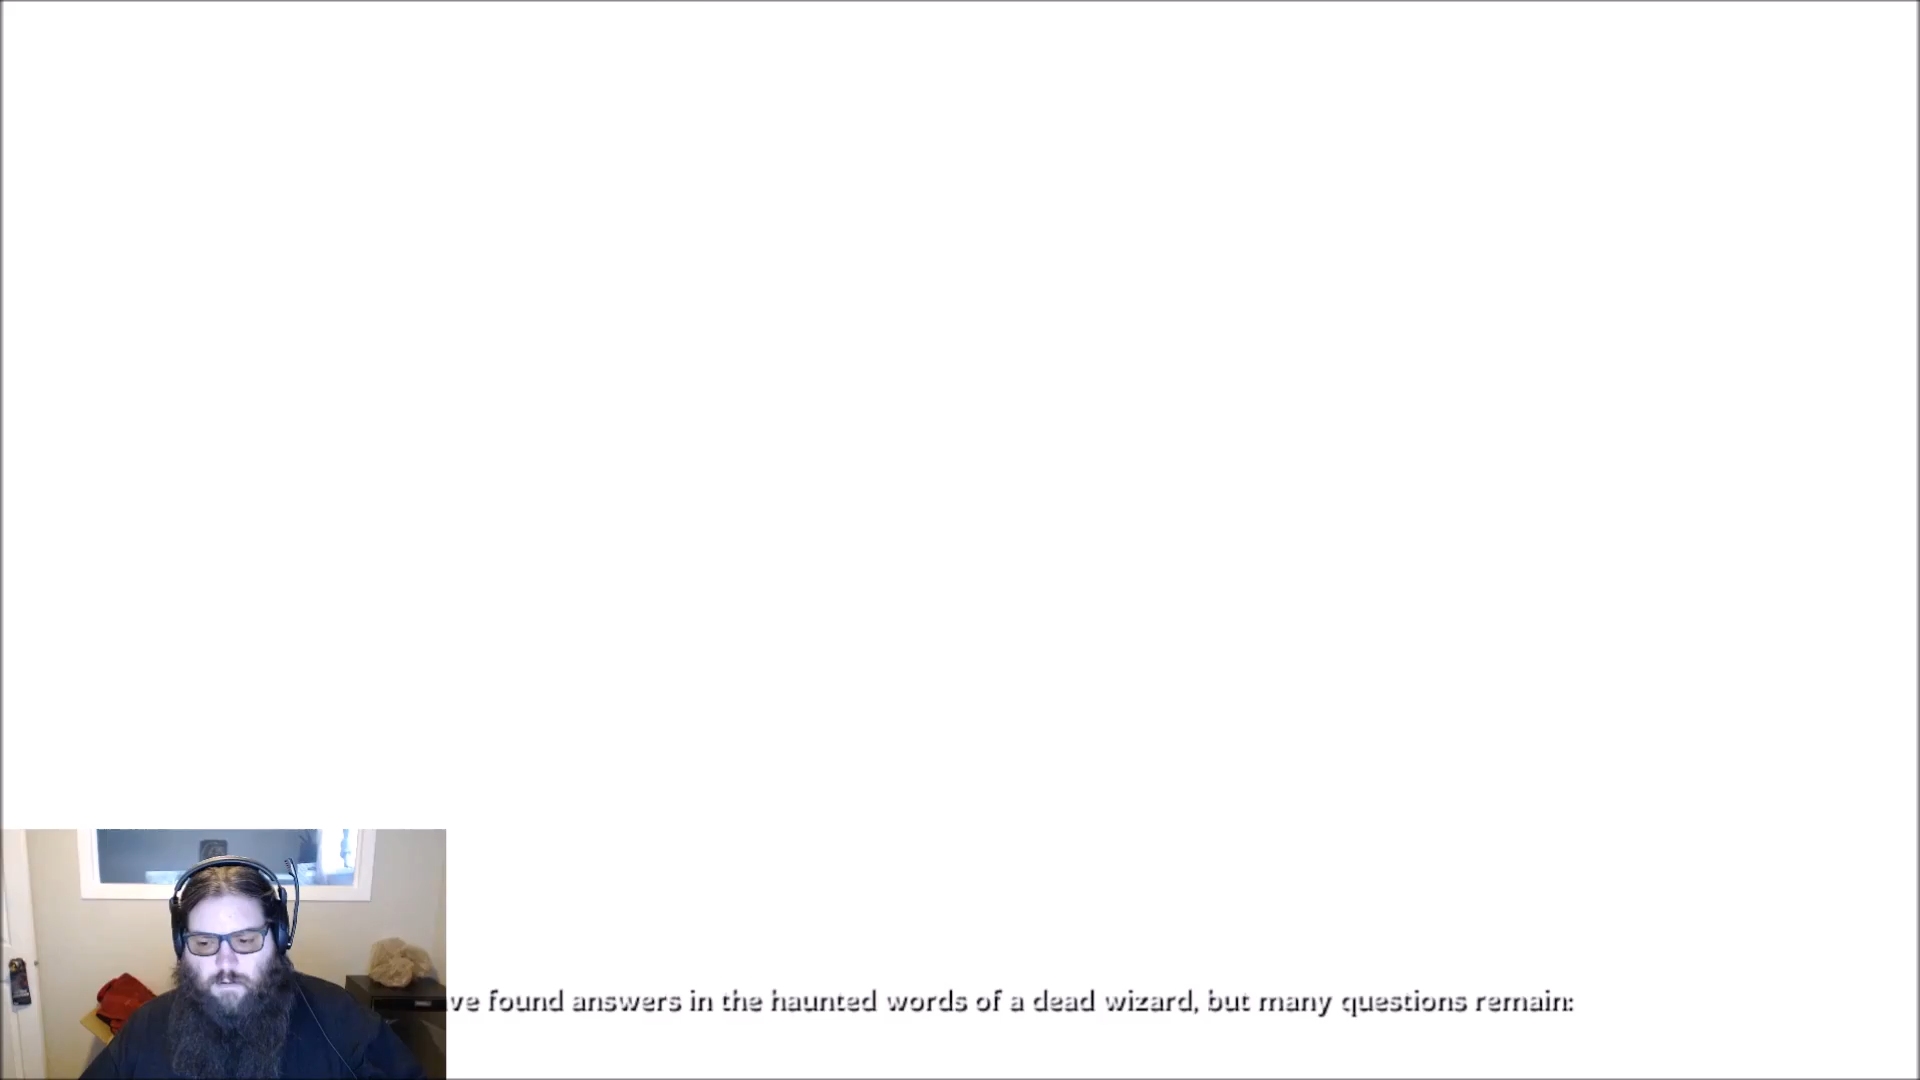 ve found answers in the haunted words of a dead wizard, but many questions remain: